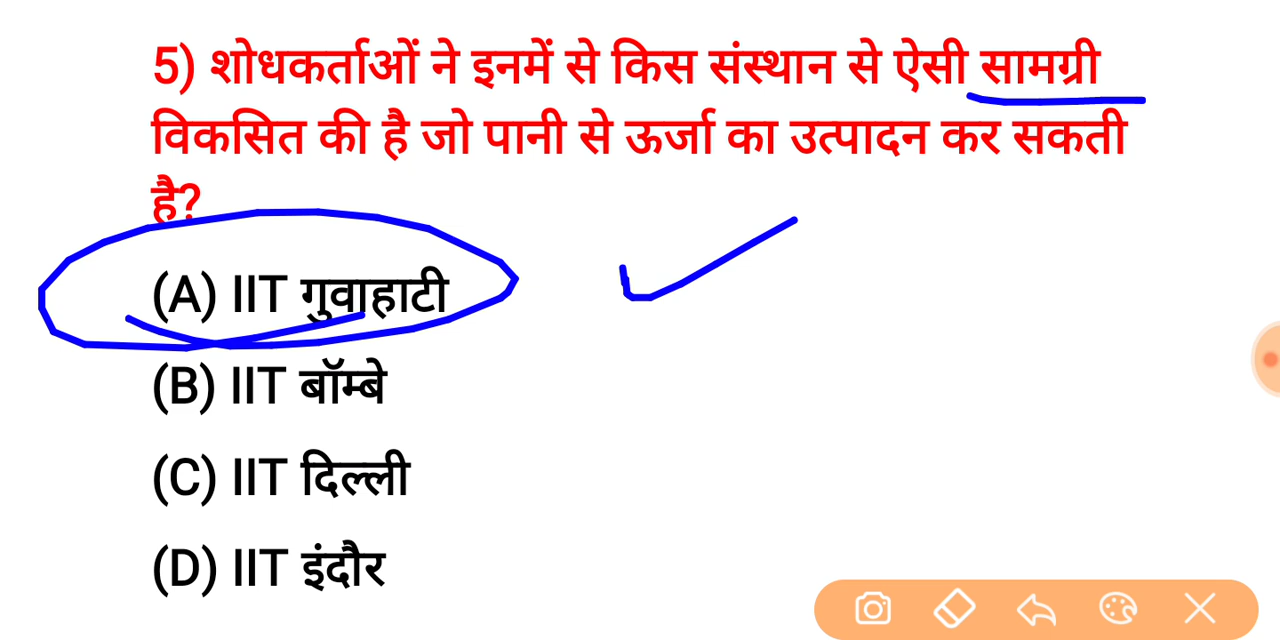 5) शोधकर्ताओं ने इनमें से किस संस्थान से ऐसी सामग्री
विकसित की है जो पानी से ऊर्जा का उत्पादन कर सकती
है?
(A) IIT गुवाहाटी
(B) IIT बॉम्बे
(C) IIT दिल्ली
(D) IIT इंदौर